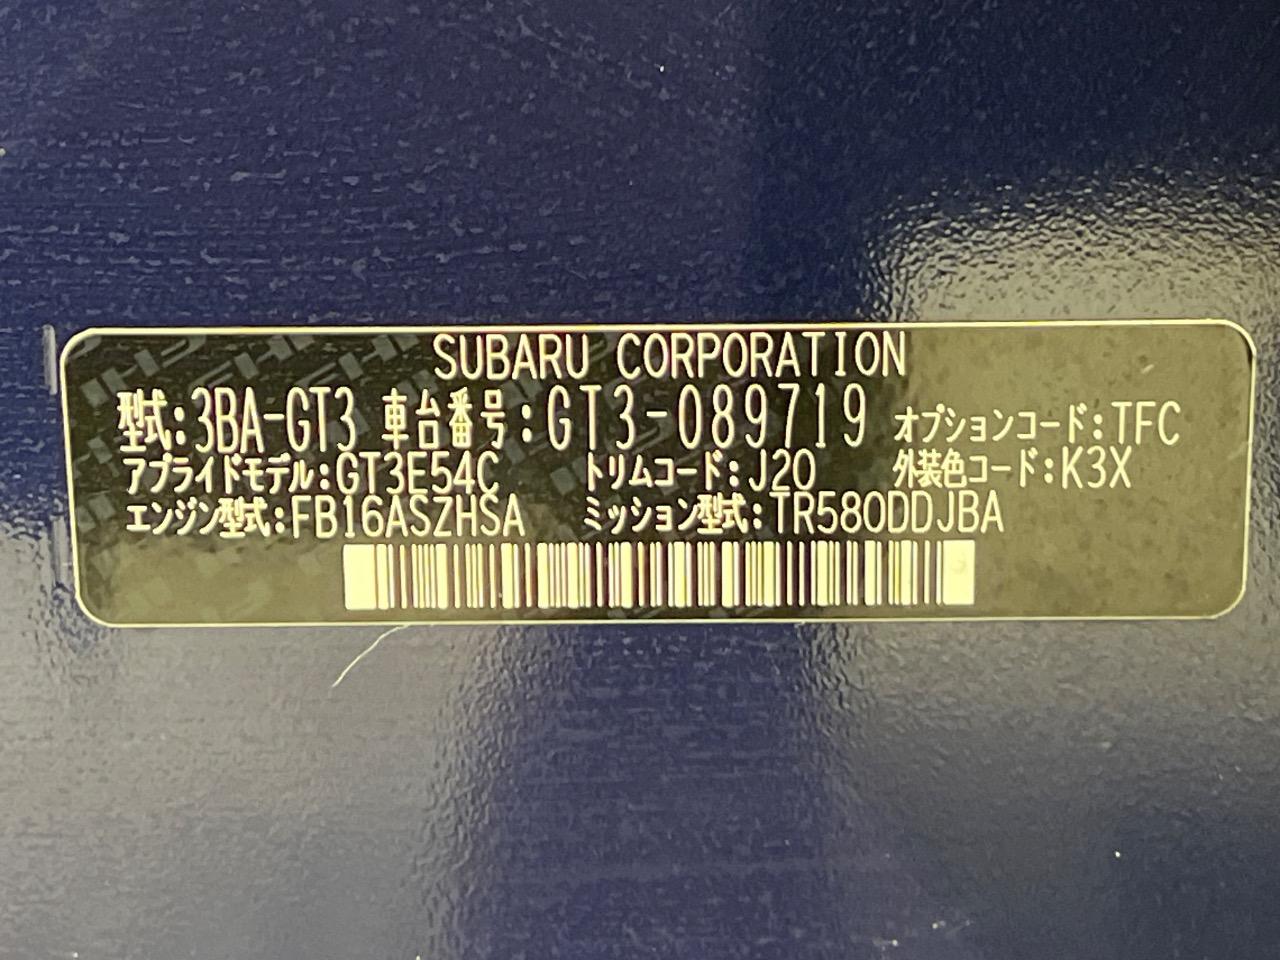 SUBARU CORPORATION
型式:3BA-GT3 車台番号:GT3-089719 オプションコード:TFC
アプライドモデル:GT3E54C トリムコード:J20 外装色コード:K3X
エンジン型式:FB16ASZHSA ミッション型式:TR580DDJBA